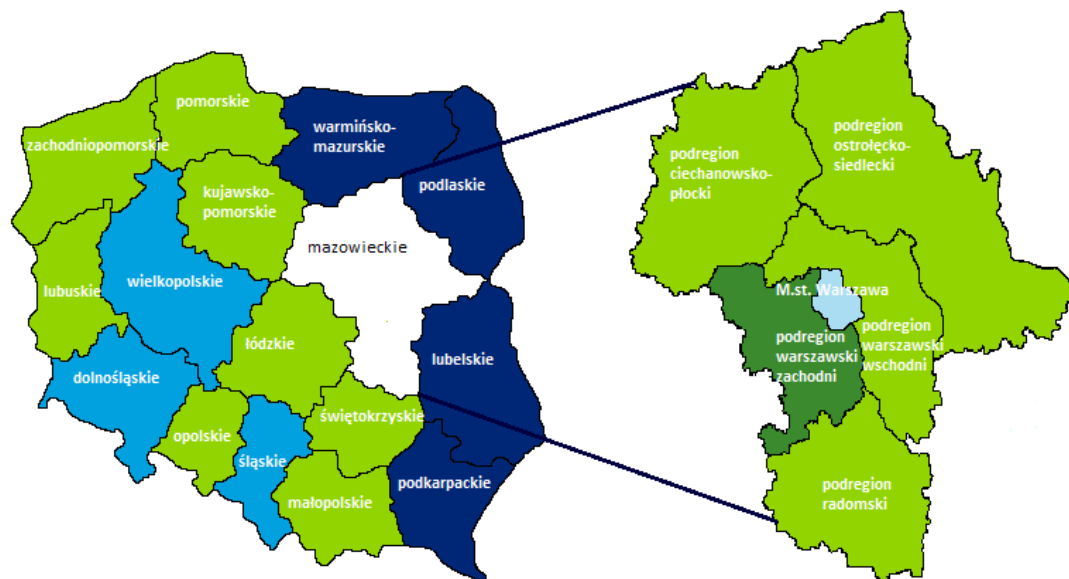 pomorskie
warmińsko-
mazurskie
zachodniopomorskie
podlaskie
kujawsko-
pomorskie
mazowieckie
wielkopolskie
lubuskie
łódzkie
lubelskie
dolnośląskie
świętokrzyskie
opolskie
śląskie
podkarpackie
małopolskie
podregion
ostrołęcko-
siedlecki
podregion
ciechanowsko-
płocki
M.st. Warszawa
podregion
warszawski
wschodni
podregion
warszawski
zachodni
podregion
radomski